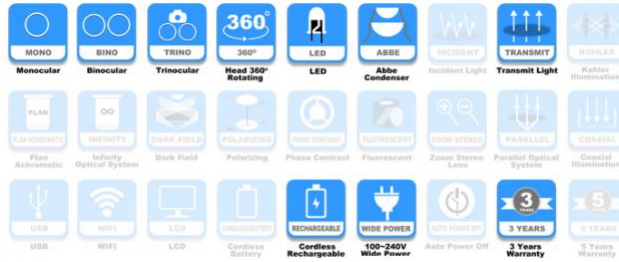 MONO BINO TRINO 360° LED ABBE INCIDENT TRANSMIT KOHLER
Monocular Binocular Trinocular Head 360° Rotating LED Abbe Condenser Incident Light Transmit Light Kohler Illumination
PLAN
PLAN ACHROMATIC INFINITY DARK FIELD POLARIZING PHASE CONTRAST FLUORESCENT ZOOM STEREO PARALLEL COAXIAL
Plan Achromatic Infinity Optical System Dark Field Polarizing Phase Contrast Fluorescent Zoom Stereo Lens Parallel Optical System Coaxial Illumination
3 YEARS 5 YEARS
USB WIFI LCD CORDLESS BATTERY RECHARGEABLE WIDE POWER AUTO POWER OFF 3 YEARS 5 YEARS
USB WIFI LCD Cordless Battery Cordless Rechargeable 100~240V Wide Power Auto Power Off 3 Years Warranty 5 Years Warranty